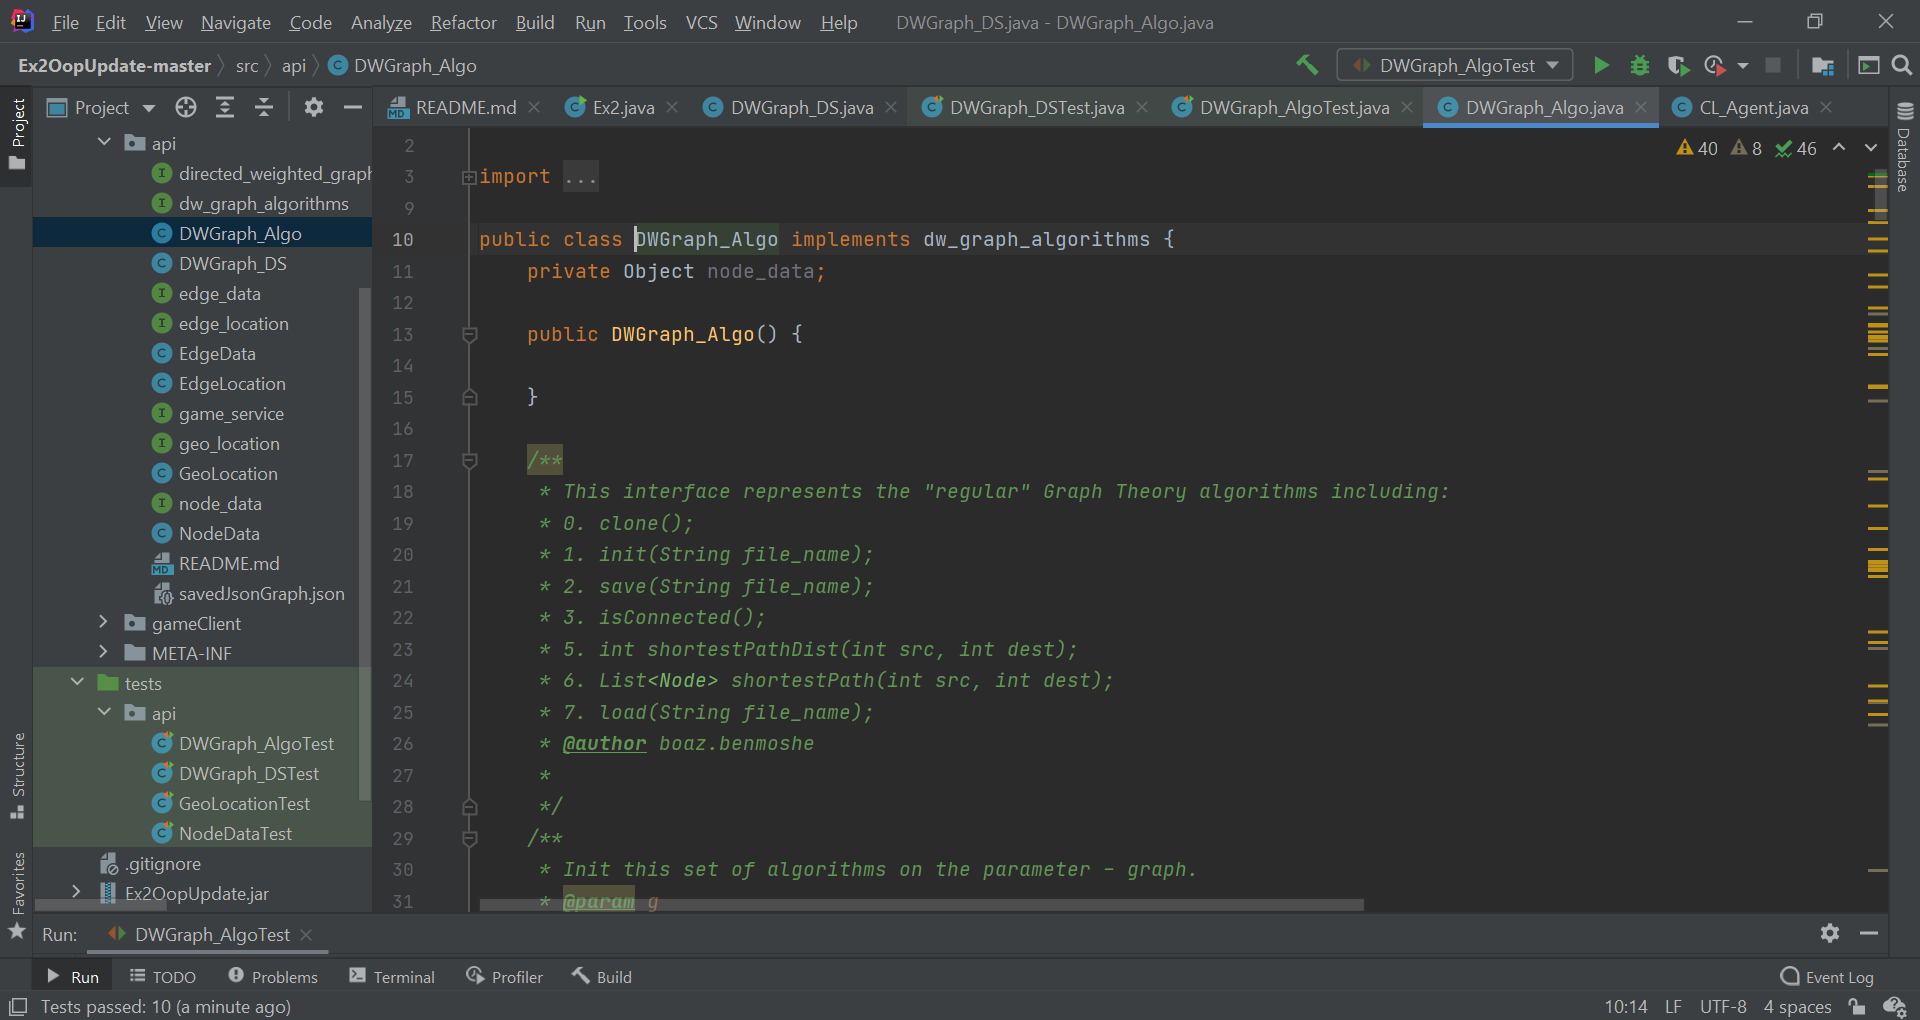 File Edit View Navigate Code Analyze Refactor Build Run Tools VCS Window Help DWGraph_DS.java - DWGraph_Algo.java
Ex2OopUpdate-master src api DWGraph_Algo DWGraph_AlgoTest
Project
Project
README.md Ex2.java DWGraph_DS.java DWGraph_DSTest.java DWGraph_AlgoTest.java DWGraph_Algo.java CL_Agent.java
Database
api
directed_weighted_graph
dw_graph_algorithms
DWGraph_Algo
DWGraph_DS
edge_data
edge_location
EdgeData
EdgeLocation
game_service
geo_location
GeoLocation
node_data
NodeData
README.md
savedJsonGraph.json
gameClient
META-INF
tests
api
DWGraph_AlgoTest
DWGraph_DSTest
GeoLocationTest
NodeDataTest
.gitignore
Ex2OopUpdate.jar
Structure
Favorites
40 8 46
2
3 import ...
9
10 public class DWGraph_Algo implements dw_graph_algorithms {
11 private Object node_data;
12
13 public DWGraph_Algo() {
14
15 }
16
17 /**
18 * This interface represents the "regular" Graph Theory algorithms including:
19 * 0. clone();
20 * 1. init(String file_name);
21 * 2. save(String file_name);
22 * 3. isConnected();
23 * 5. int shortestPathDist(int src, int dest);
24 * 6. List<Node> shortestPath(int src, int dest);
25 * 7. load(String file_name);
26 * @author boaz.benmoshe
27 *
28 */
29 /**
30 * Init this set of algorithms on the parameter - graph.
31 * @param g
Run: DWGraph_AlgoTest
Run TODO Problems Terminal Profiler Build Event Log
Tests passed: 10 (a minute ago) 10:14 LF UTF-8 4 spaces